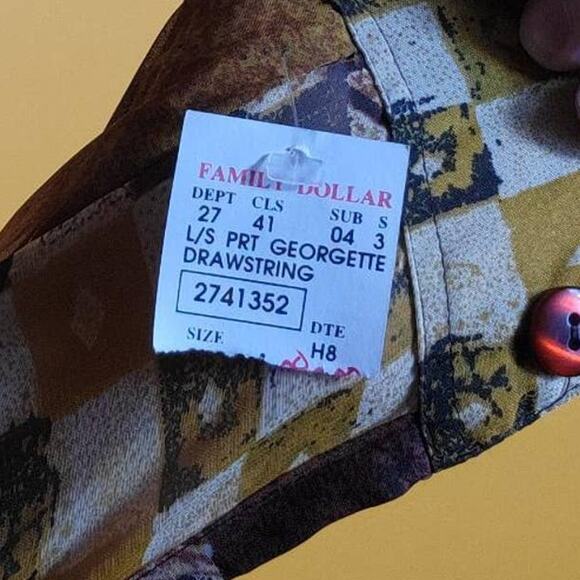 FAMILY DOLLAR
DEPT CLS SUB S
27 41 04 3
L/S PRT GEORGETTE
DRAWSTRING
2741352
SIZE DTE
H8